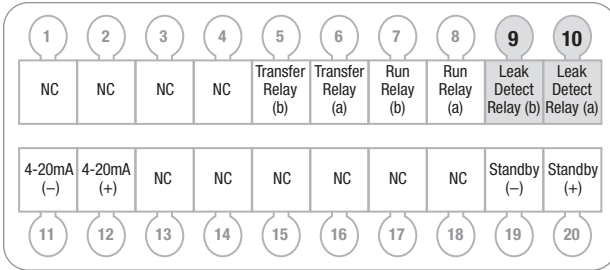 1 2 3 4 5 6 7 8 9 10
NC NC NC NC Transfer Relay (b) Transfer Relay (a) Run Relay (b) Run Relay (a) Leak Detect Relay (b) Leak Detect Relay (a)
4-20mA (–) 4-20mA (+) NC NC NC NC NC NC Standby (–) Standby (+)
11 12 13 14 15 16 17 18 19 20